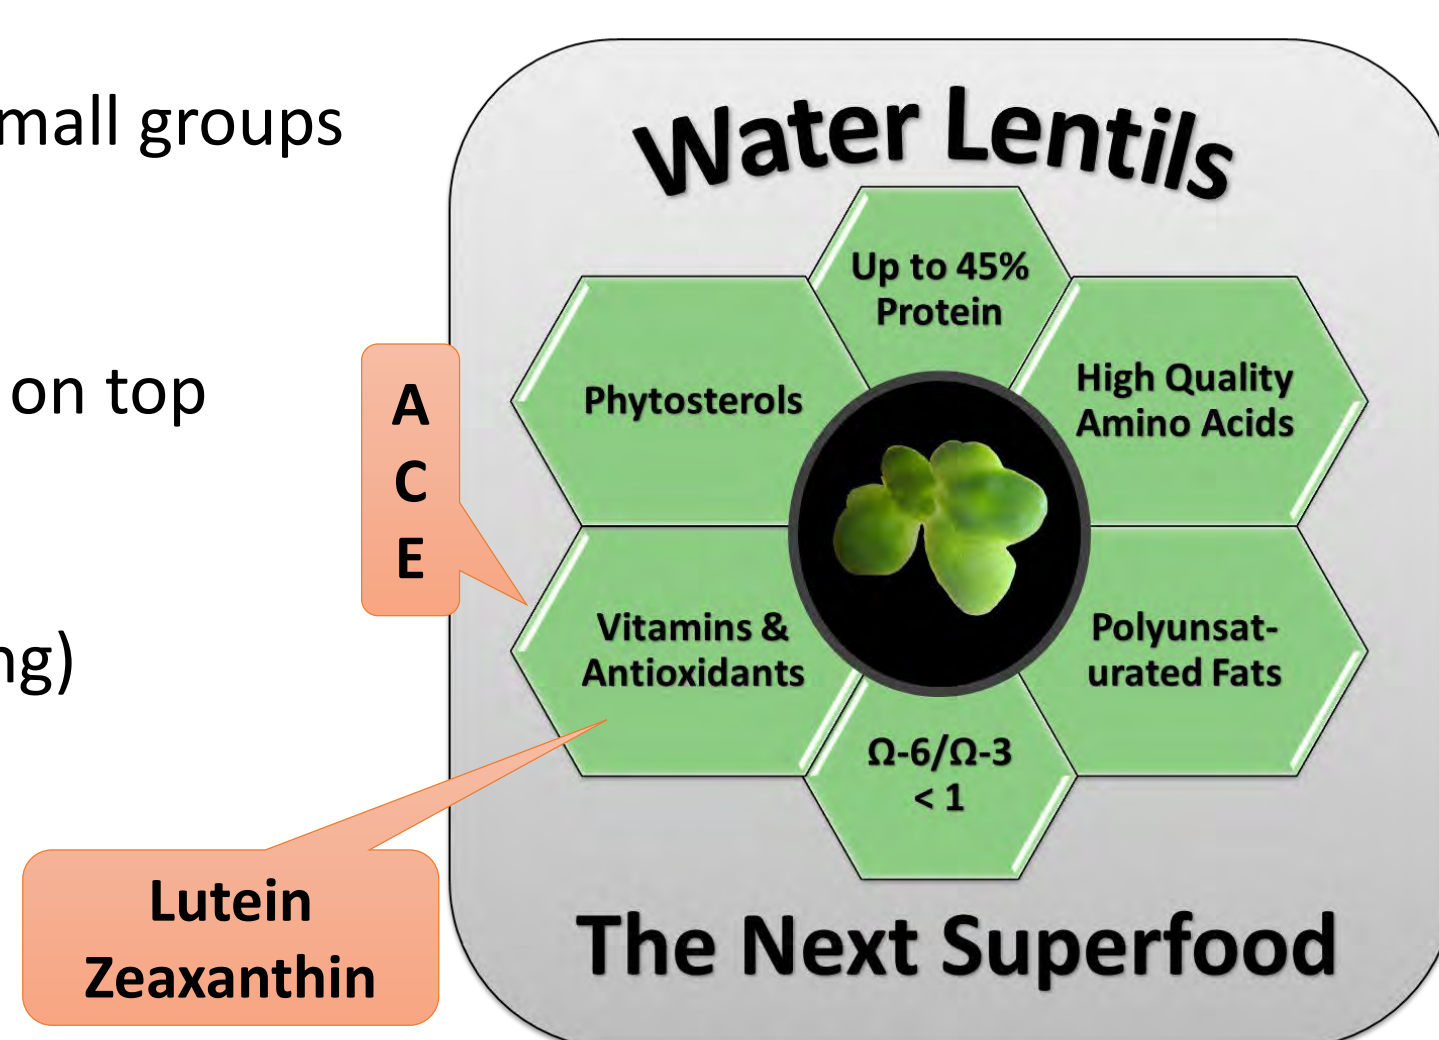 mall groups
on top
ng)
Water Lentils
Up to 45%
Protein
Phytosterols
High Quality
Amino Acids
A
C
E
Vitamins &
Antioxidants
Polyunsat-
urated Fats
Ω-6/Ω-3
< 1
Lutein
Zeaxanthin
The Next Superfood